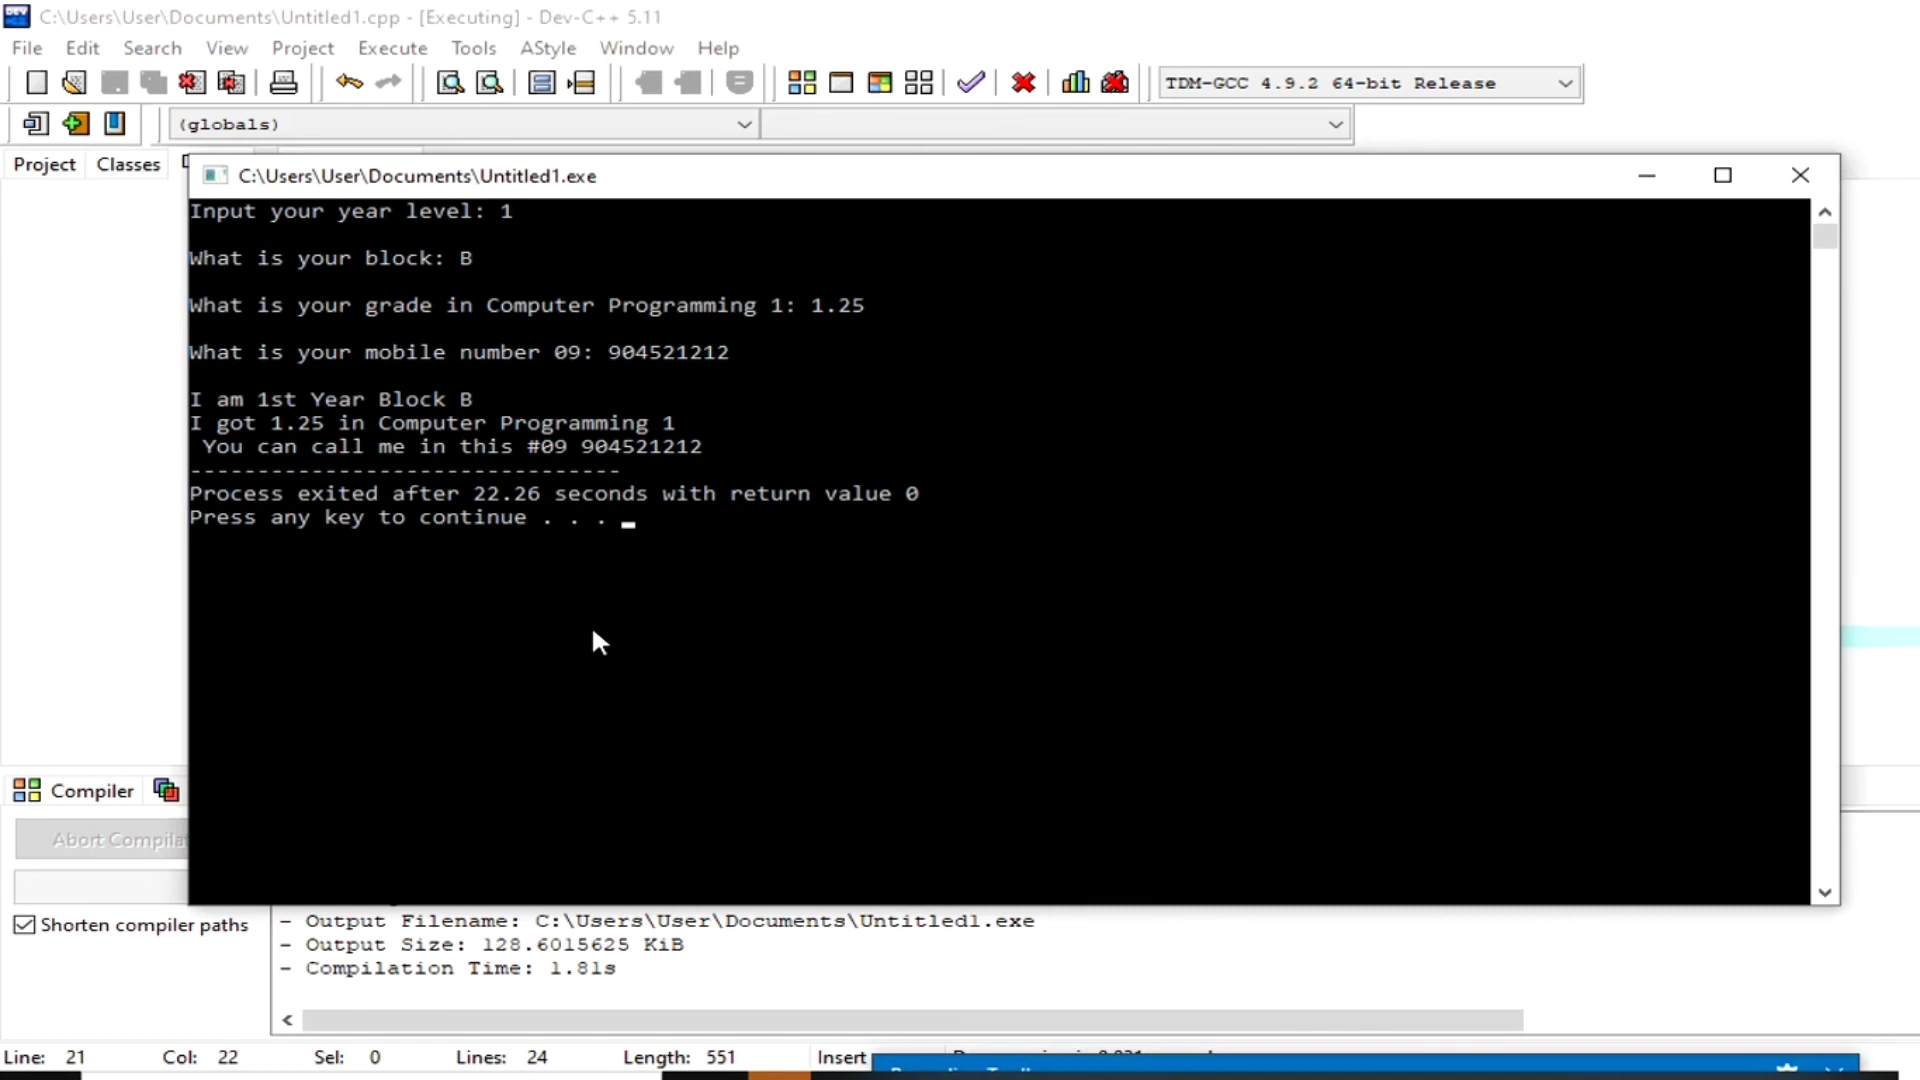 C:\Users\User\Documents\Untitled1.cpp - [Executing] - Dev-C++ 5.11
File Edit Search View Project Execute Tools AStyle Window Help
TDM-GCC 4.9.2 64-bit Release
(globals)
Project Classes
C:\Users\User\Documents\Untitled1.exe
Input your year level: 1
What is your block: B
What is your grade in Computer Programming 1: 1.25
What is your mobile number 09: 904521212
I am 1st Year Block B
I got 1.25 in Computer Programming 1
You can call me in this #09 904521212
--------------------------------
Process exited after 22.26 seconds with return value 0
Press any key to continue . . .
Compiler
Abort Compilat
Shorten compiler paths
- Output Filename: C:\Users\User\Documents\Untitled1.exe
- Output Size: 128.6015625 KiB
- Compilation Time: 1.81s
Line: 21 Col: 22 Sel: 0 Lines: 24 Length: 551 Insert